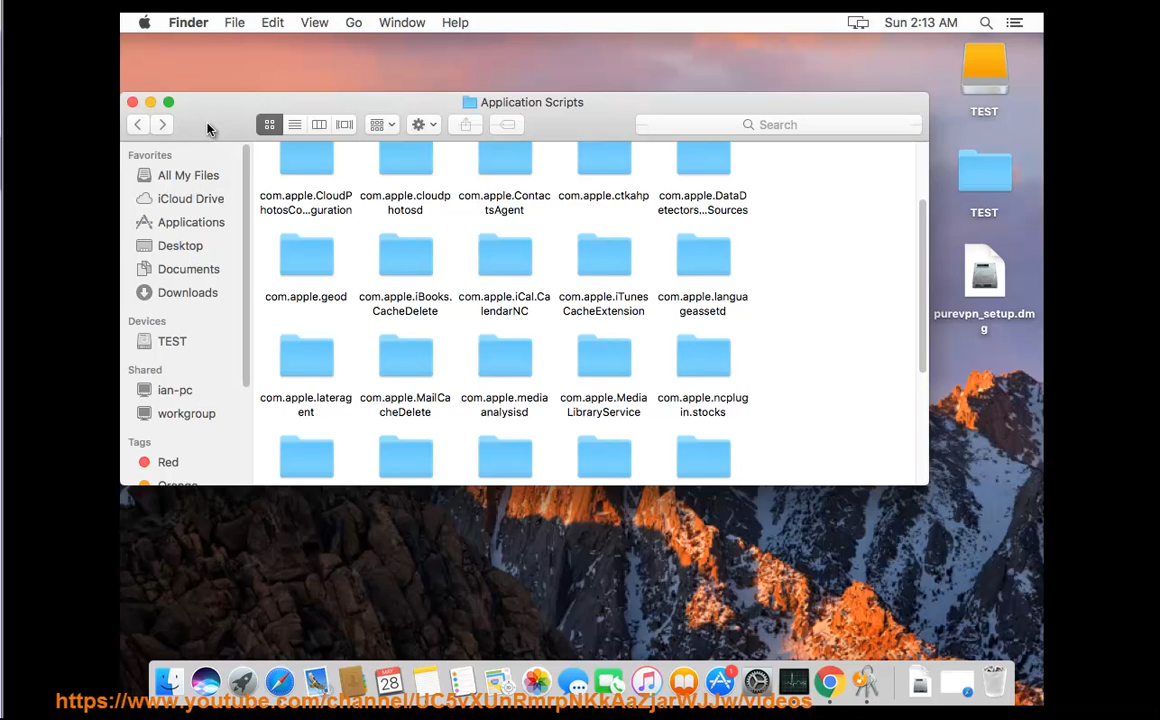 Finder File Edit View Go Window Help Sun 2:13 AM
Application Scripts
Search
Favorites
All My Files
iCloud Drive
Applications
Desktop
Documents
Downloads
Devices
TEST
Shared
ian-pc
workgroup
Tags
Red
Orange
com.apple.CloudP
hotosCo...guration
com.apple.cloudp
hotosd
com.apple.Contac
tsAgent
com.apple.ctkahp
com.apple.DataD
etectors...Sources
com.apple.geod
com.apple.iBooks.
CacheDelete
com.apple.iCal.Ca
lendarNC
com.apple.iTunes
CacheExtension
com.apple.langu
ageassetd
com.apple.laterag
ent
com.apple.MailCa
cheDelete
com.apple.media
analysisd
com.apple.Media
LibraryService
com.apple.ncplug
in.stocks
TEST
TEST
purevpn_setup.dm
g
MAY
28
1